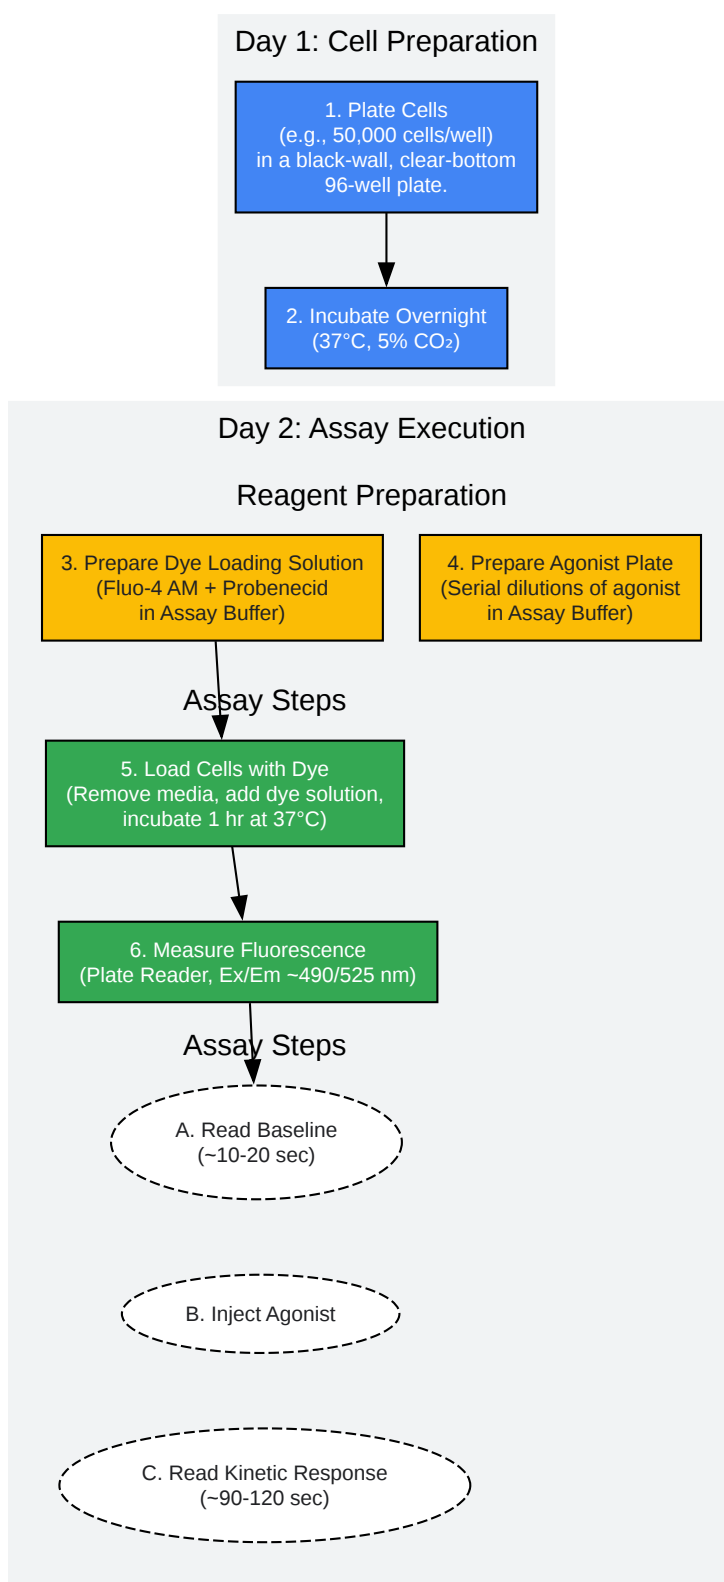 Day 1: Cell Preparation
1. Plate Cells
(e.g., 50,000 cells/well)
in a black-wall, clear-bottom
96-well plate.
2. Incubate Overnight
(37°C, 5% CO₂)
Day 2: Assay Execution
Reagent Preparation
3. Prepare Dye Loading Solution
(Fluo-4 AM + Probenecid
in Assay Buffer)
4. Prepare Agonist Plate
(Serial dilutions of agonist
in Assay Buffer)
Assay Steps
5. Load Cells with Dye
(Remove media, add dye solution,
incubate 1 hr at 37°C)
6. Measure Fluorescence
(Plate Reader, Ex/Em ~490/525 nm)
Assay Steps
A. Read Baseline
(~10-20 sec)
B. Inject Agonist
C. Read Kinetic Response
(~90-120 sec)